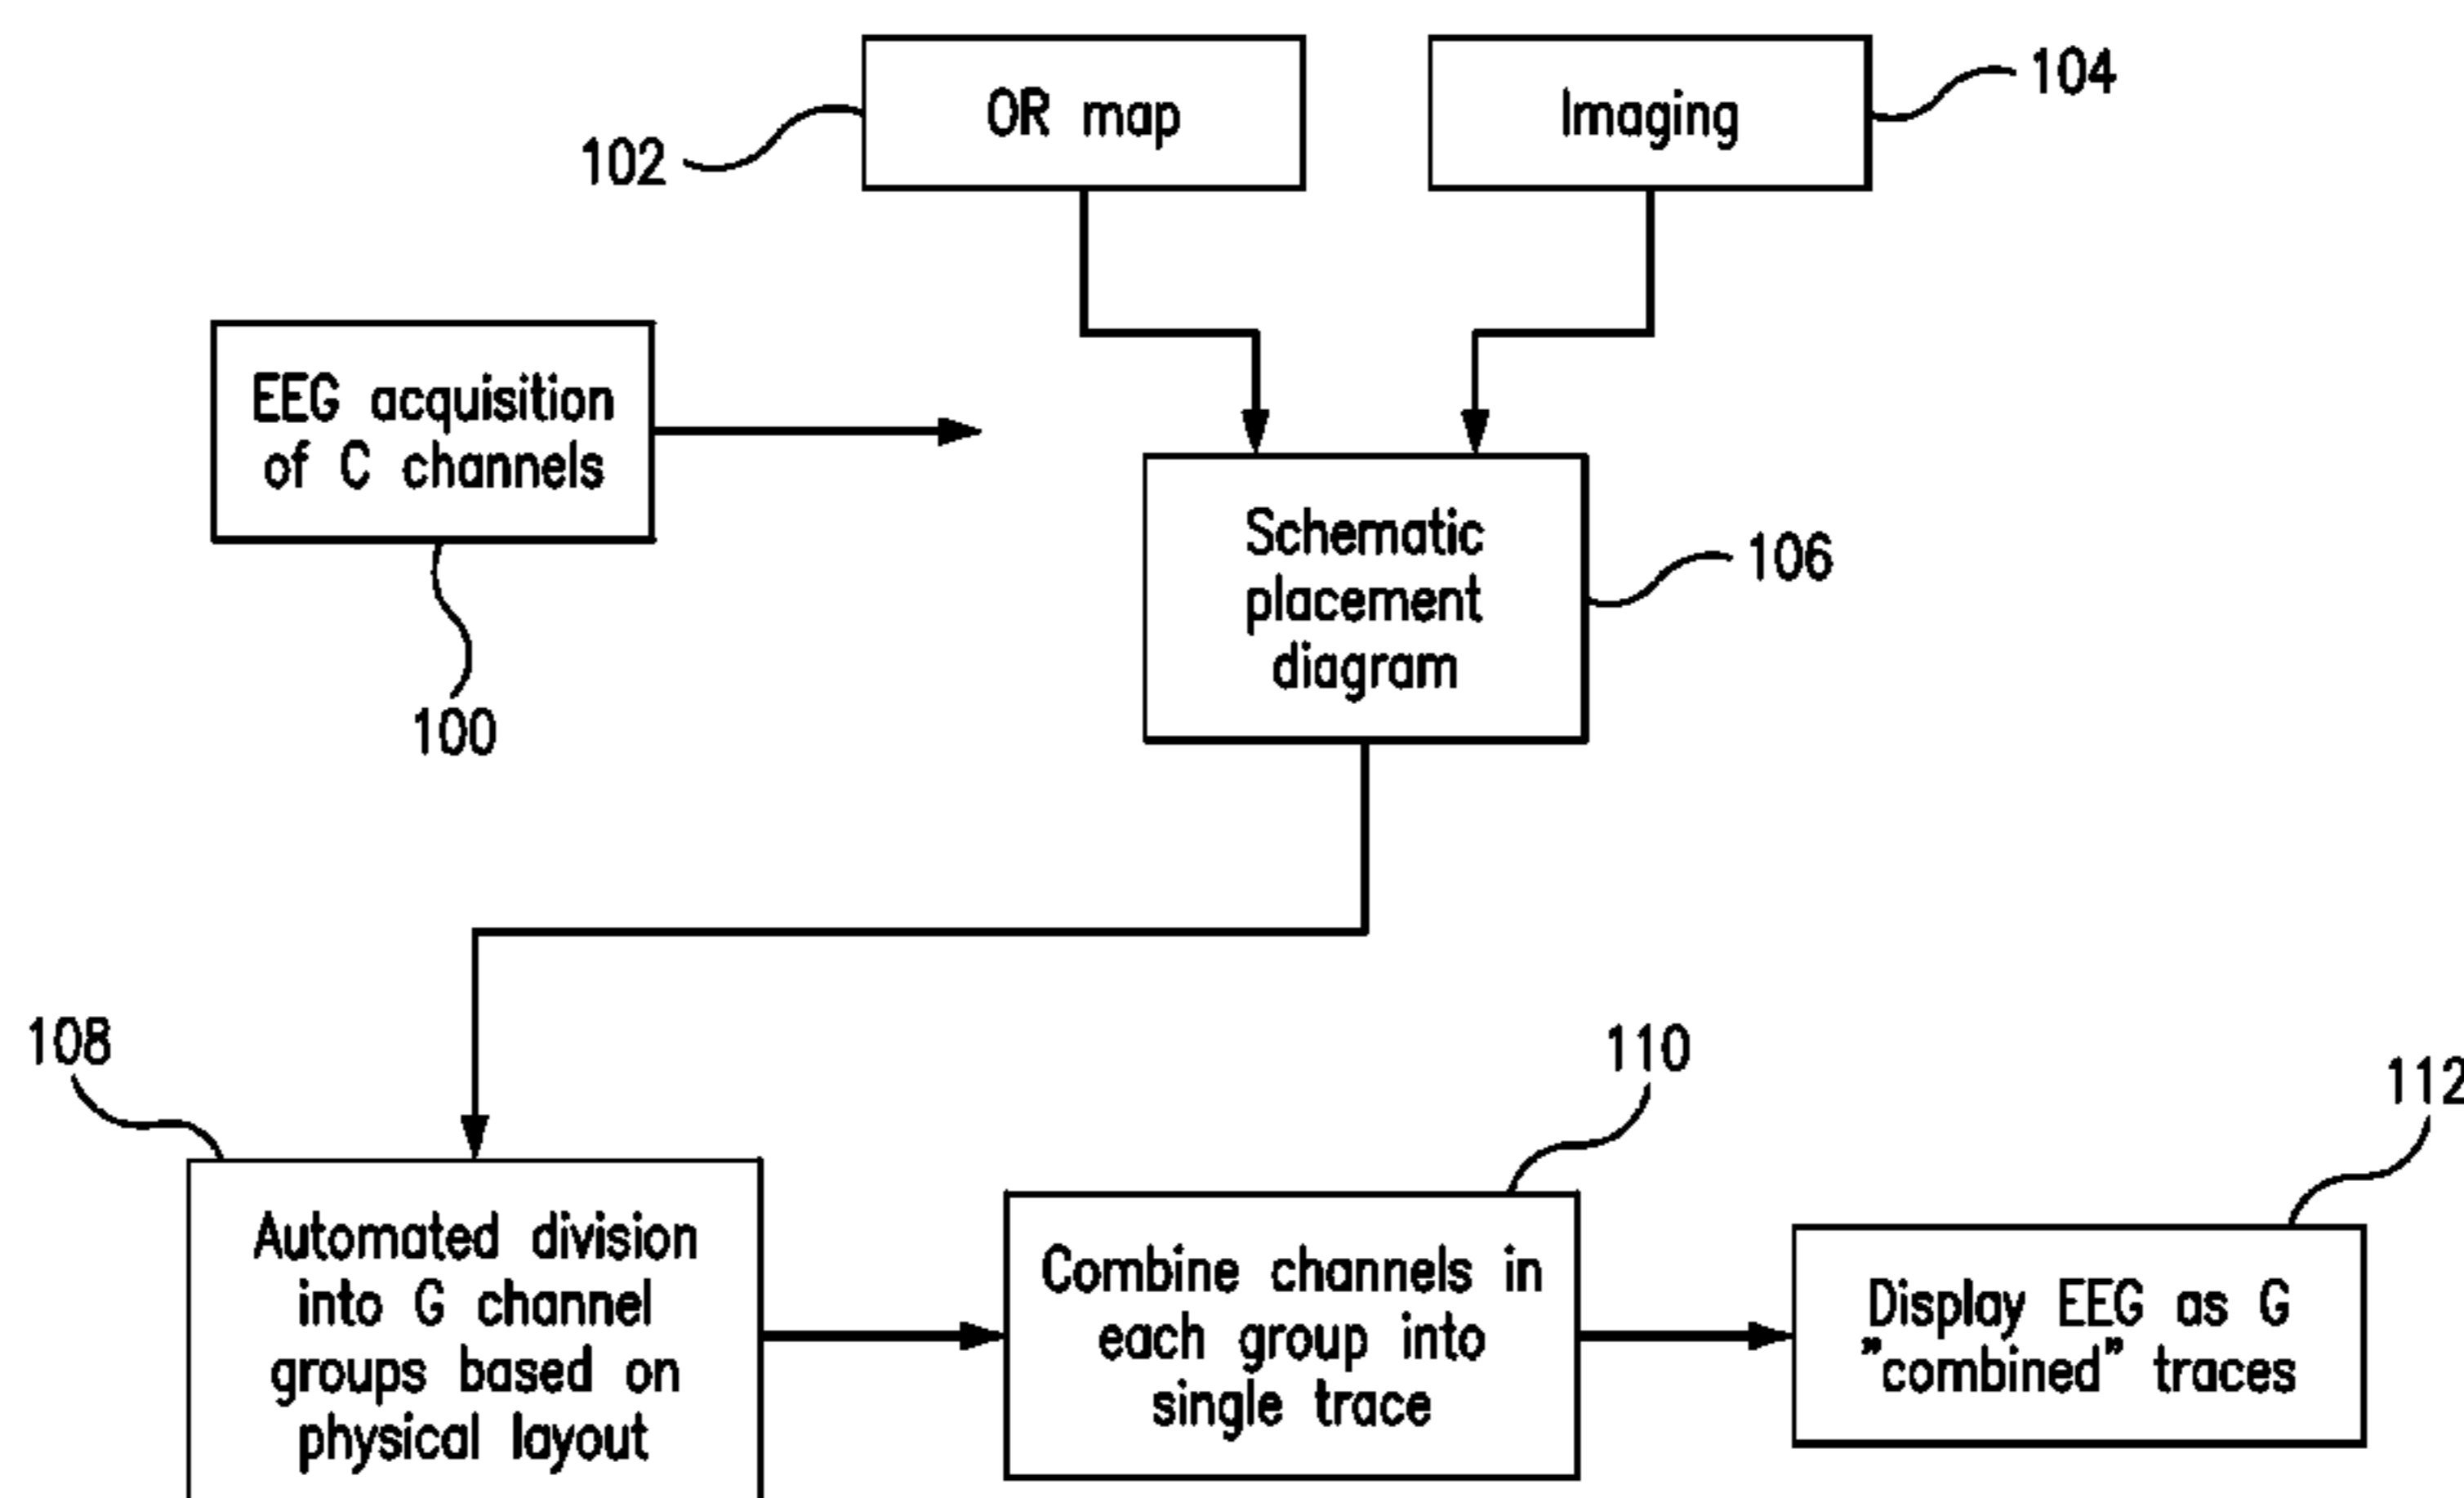 OR map
Imaging
104
102
EEG acquisition
of C channels
100
Schematic
placement
diagram
106
108
110
112
Automated division
into G channel
groups based on
physical layout
Combine channels in
each group into
single trace
Display EEG as G
"combined" traces